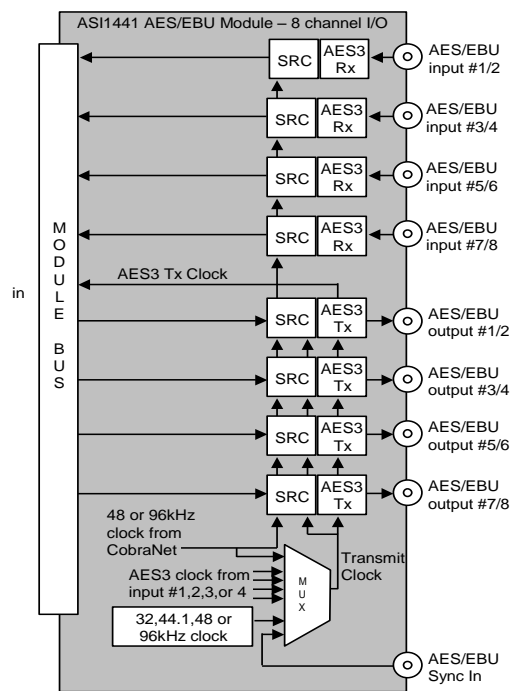 ASI1441 AES/EBU Module – 8 channel I/O
SRC
AES3
Rx
AES/EBU
input #1/2
SRC
AES3
Rx
AES/EBU
input #3/4
SRC
AES3
Rx
AES/EBU
input #5/6
SRC
AES3
Rx
AES/EBU
input #7/8
MODULE BUS
in
AES3 Tx Clock
SRC
AES3
Tx
AES/EBU
output #1/2
SRC
AES3
Tx
AES/EBU
output #3/4
SRC
AES3
Tx
AES/EBU
output #5/6
SRC
AES3
Tx
AES/EBU
output #7/8
48 or 96kHz
clock from
CobraNet
Transmit
Clock
AES3 clock from
input #1,2,3,or 4
MUX
32,44.1,48 or
96kHz clock
AES/EBU
Sync In